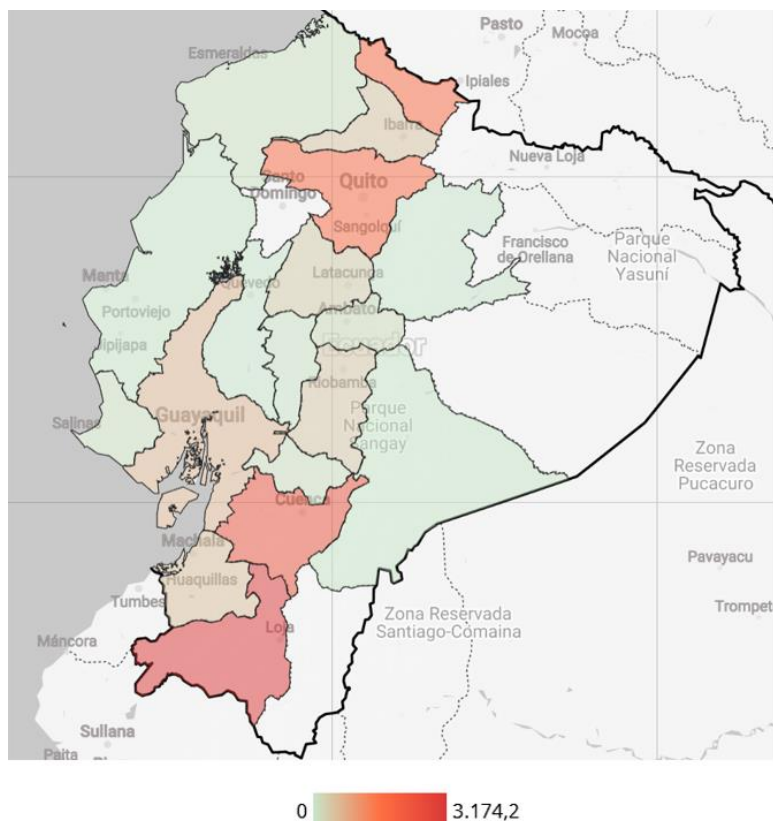 Pasto
Mocoa
Esmeraldas
Ipiales
Ibarra
Nueva Loja
Santo
Domingo
Quito
Sangolquí
Francisco
de Orellana
Parque
Nacional
Yasuní
Manta
Quevedo
Latacunga
Portoviejo
Ambato
Jipijapa
Ecuador
Riobamba
Salinas
Guayaquil
Parque
Nacional
Sangay
Zona
Reservada
Pucacuro
Cuenca
Machala
Huaquillas
Pavayacu
Tumbes
Zona Reservada
Santiago-Comaina
Trompet
Máncora
Loja
Sullana
Paita
0
3.174,2